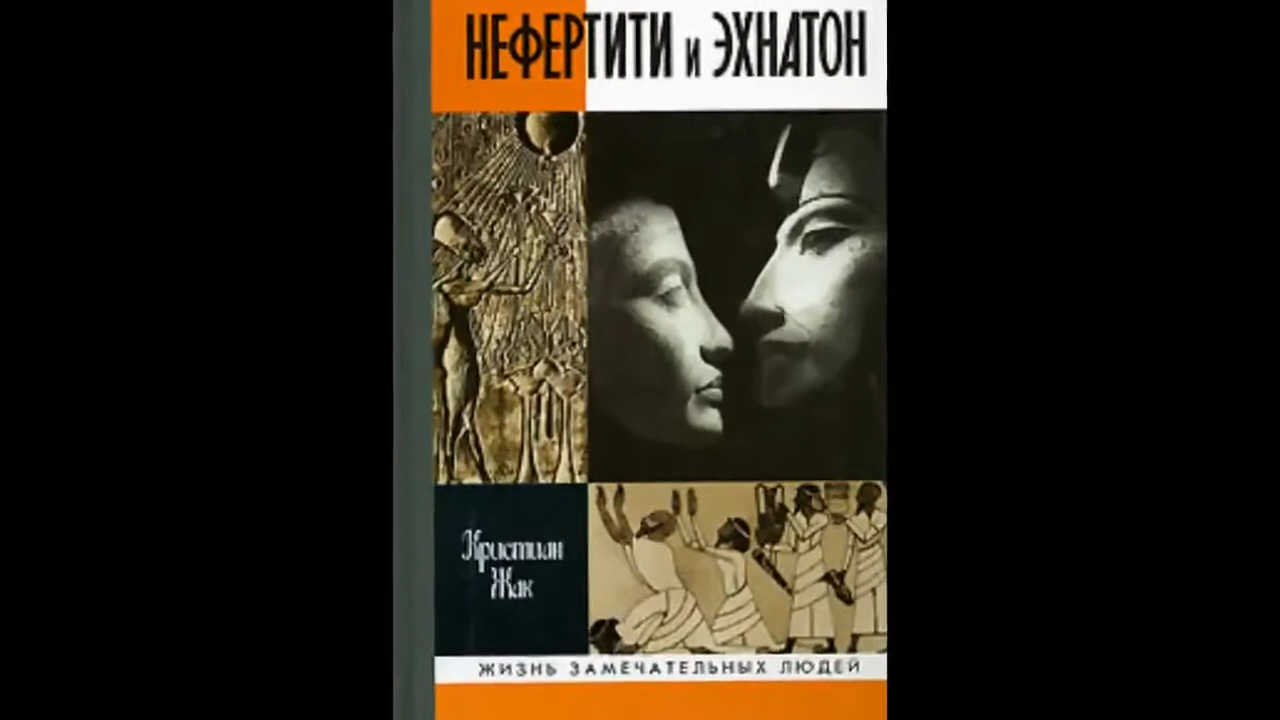 НЕФЕРТИТИ и ЭХНАТОН
Кристиан
Жак
ЖИЗНЬ ЗАМЕЧАТЕЛЬНЫХ ЛЮДЕЙ